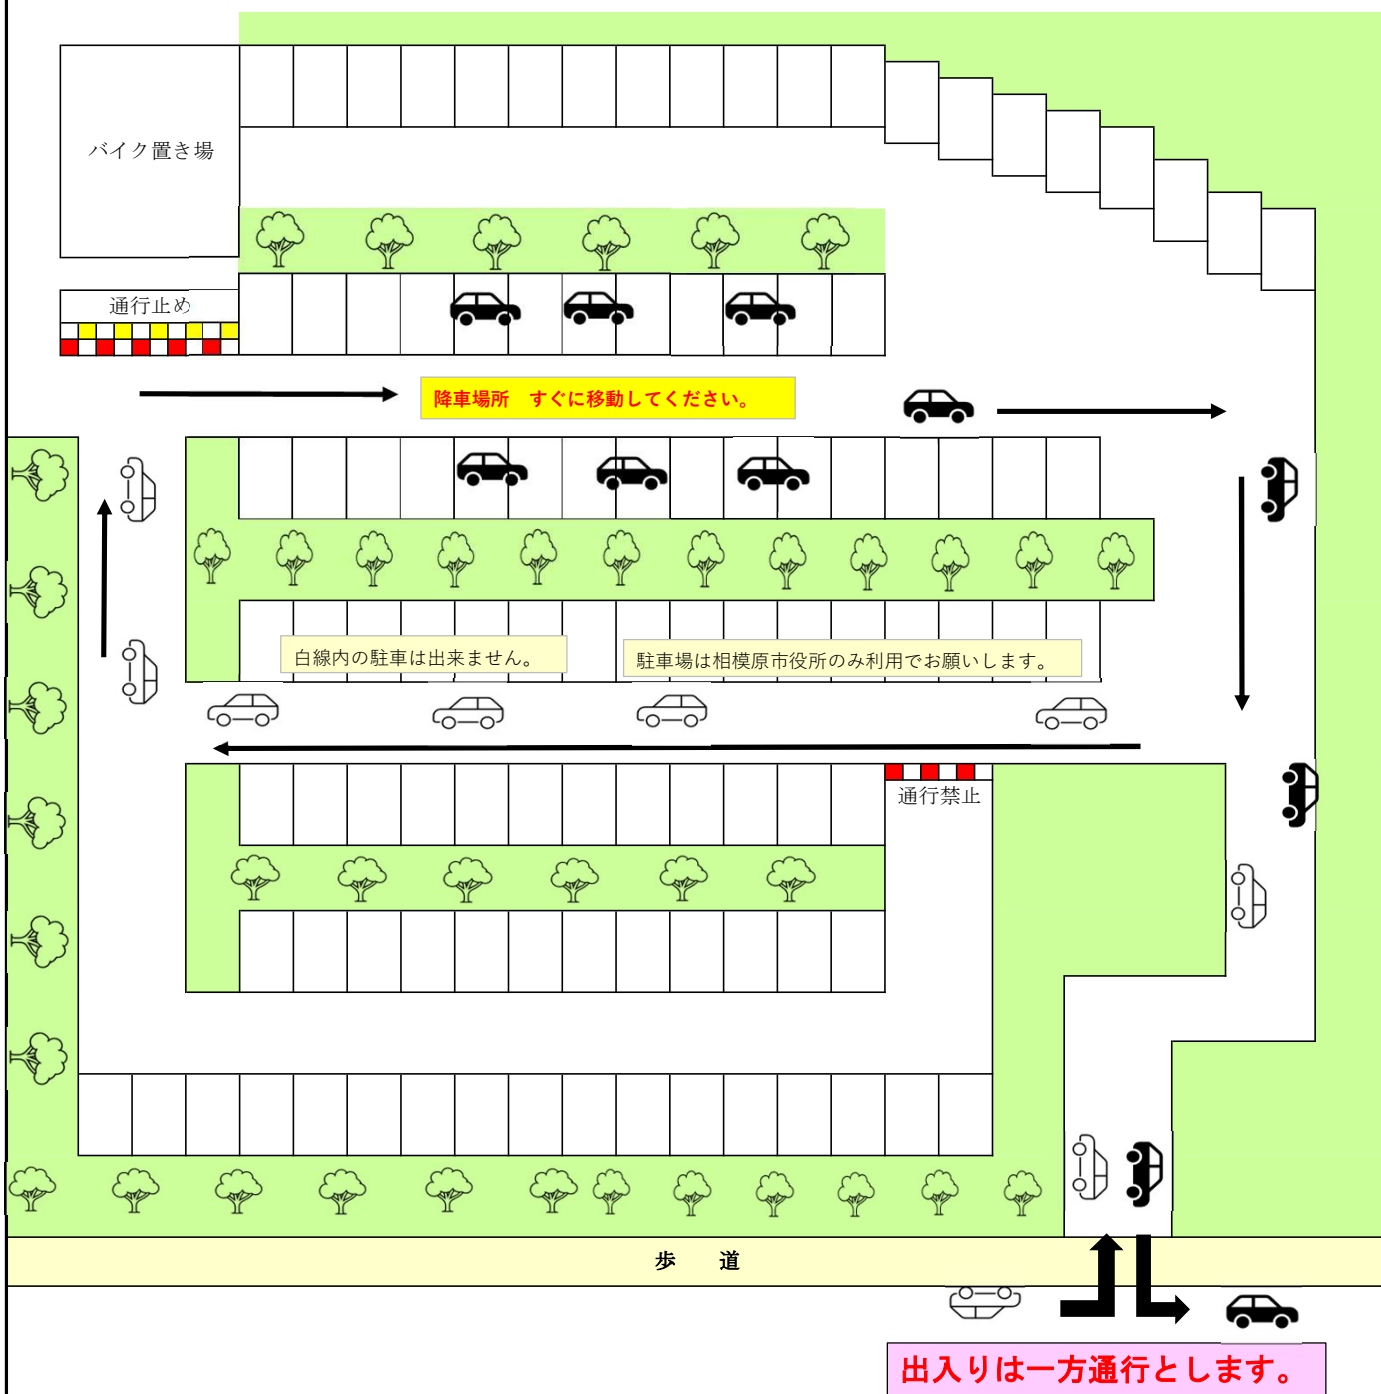 バイク置き場
通行止め
降車場所　すぐに移動してください。
白線内の駐車は出来ません。
駐車場は相模原市役所のみ利用でお願いします。
通行禁止
歩　道
出入りは一方通行とします。